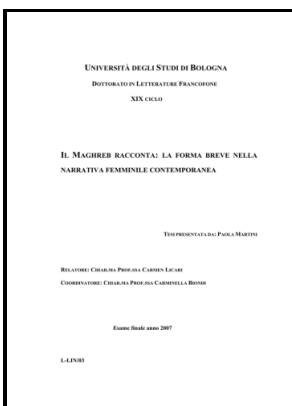 UNIVERSITÀ DEGLI STUDI DI BOLOGNA
DOTTORATO IN LETTERATURE FRANCOFONE
XIX CICLO
IL MAGHREB RACCONTA: LA FORMA BREVE NELLA
NARRATIVA FEMMINILE CONTEMPORANEA
TESI PRESENTATA DA: PAOLA MARTINI
RELATORE: CHIAR.MA PROF.SSA CARMEN LICARI
COORDINATORE: CHIAR.MA PROF.SSA CARMINELLA BIONDI
Esame finale anno 2007
L-LIN/03